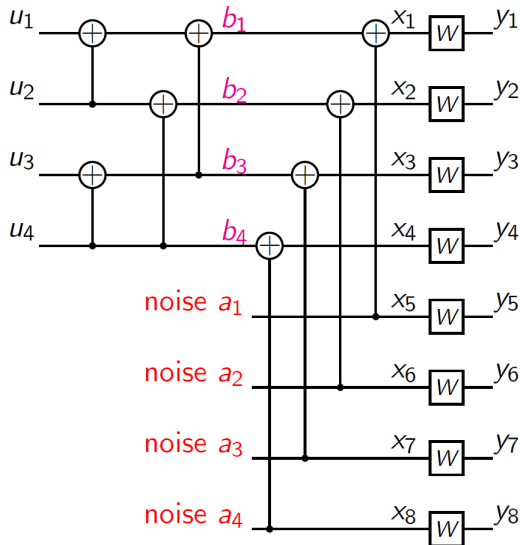 u₁ b₁ x₁ W y₁
u₂ b₂ x₂ W y₂
u₃ b₃ x₃ W y₃
u₄ b₄ x₄ W y₄
noise a₁ x₅ W y₅
noise a₂ x₆ W y₆
noise a₃ x₇ W y₇
noise a₄ x₈ W y₈